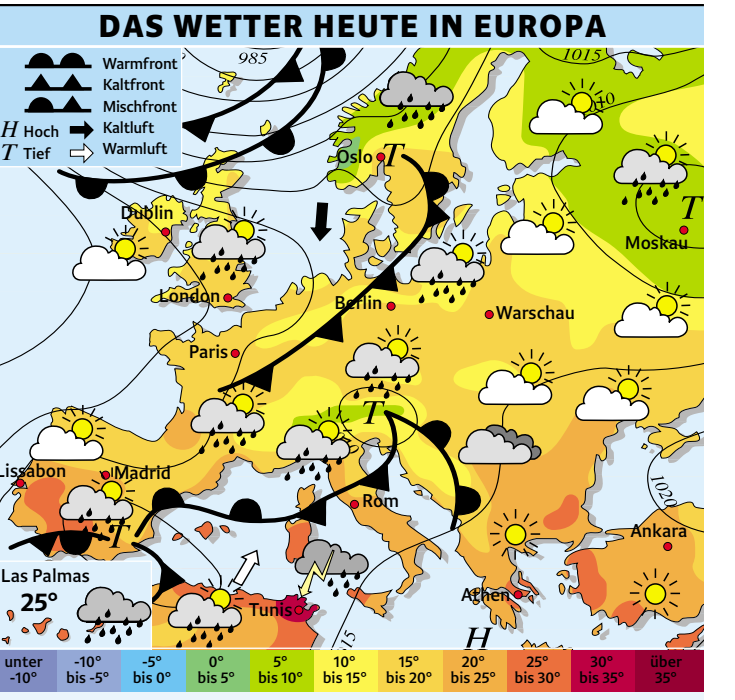 DAS WETTER HEUTE IN EUROPA
Warmfront
Kaltfront
Mischfront
H Hoch Kaltluft
T Tief Warmluft
985
1015
1010
Oslo T
T
Moskau
Dublin
London
Berlin
Warschau
Paris
T
Lissabon
Madrid
Rom
1020
T
Ankara
Las Palmas
25°
Tunis
Athen
H
1015
unter -10°
-10° bis -5°
-5° bis 0°
0° bis 5°
5° bis 10°
10° bis 15°
15° bis 20°
20° bis 25°
25° bis 30°
30° bis 35°
über 35°